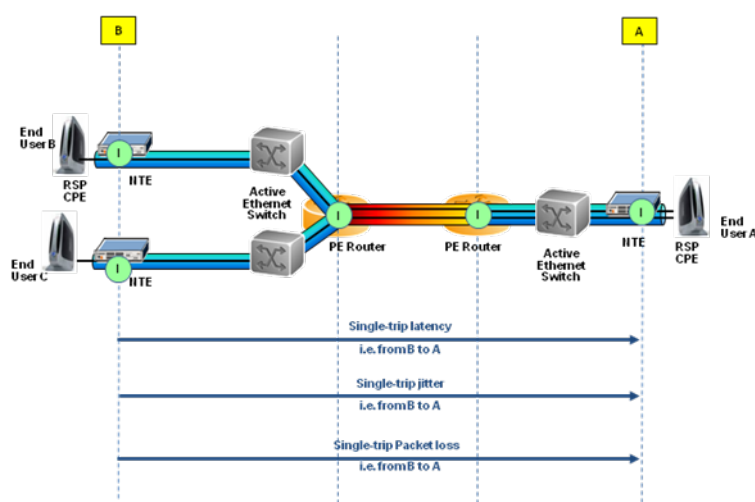 B
A
End
User B
RSP
CPE
I
NTE
Active
Ethernet
Switch
End
User C
I
NTE
I
PE Router
I
PE Router
Active
Ethernet
Switch
I
NTE
RSP
CPE
End
User A
Single-trip latency
i.e. from B to A
Single-trip jitter
i.e. from B to A
Single-trip Packet loss
i.e. from B to A